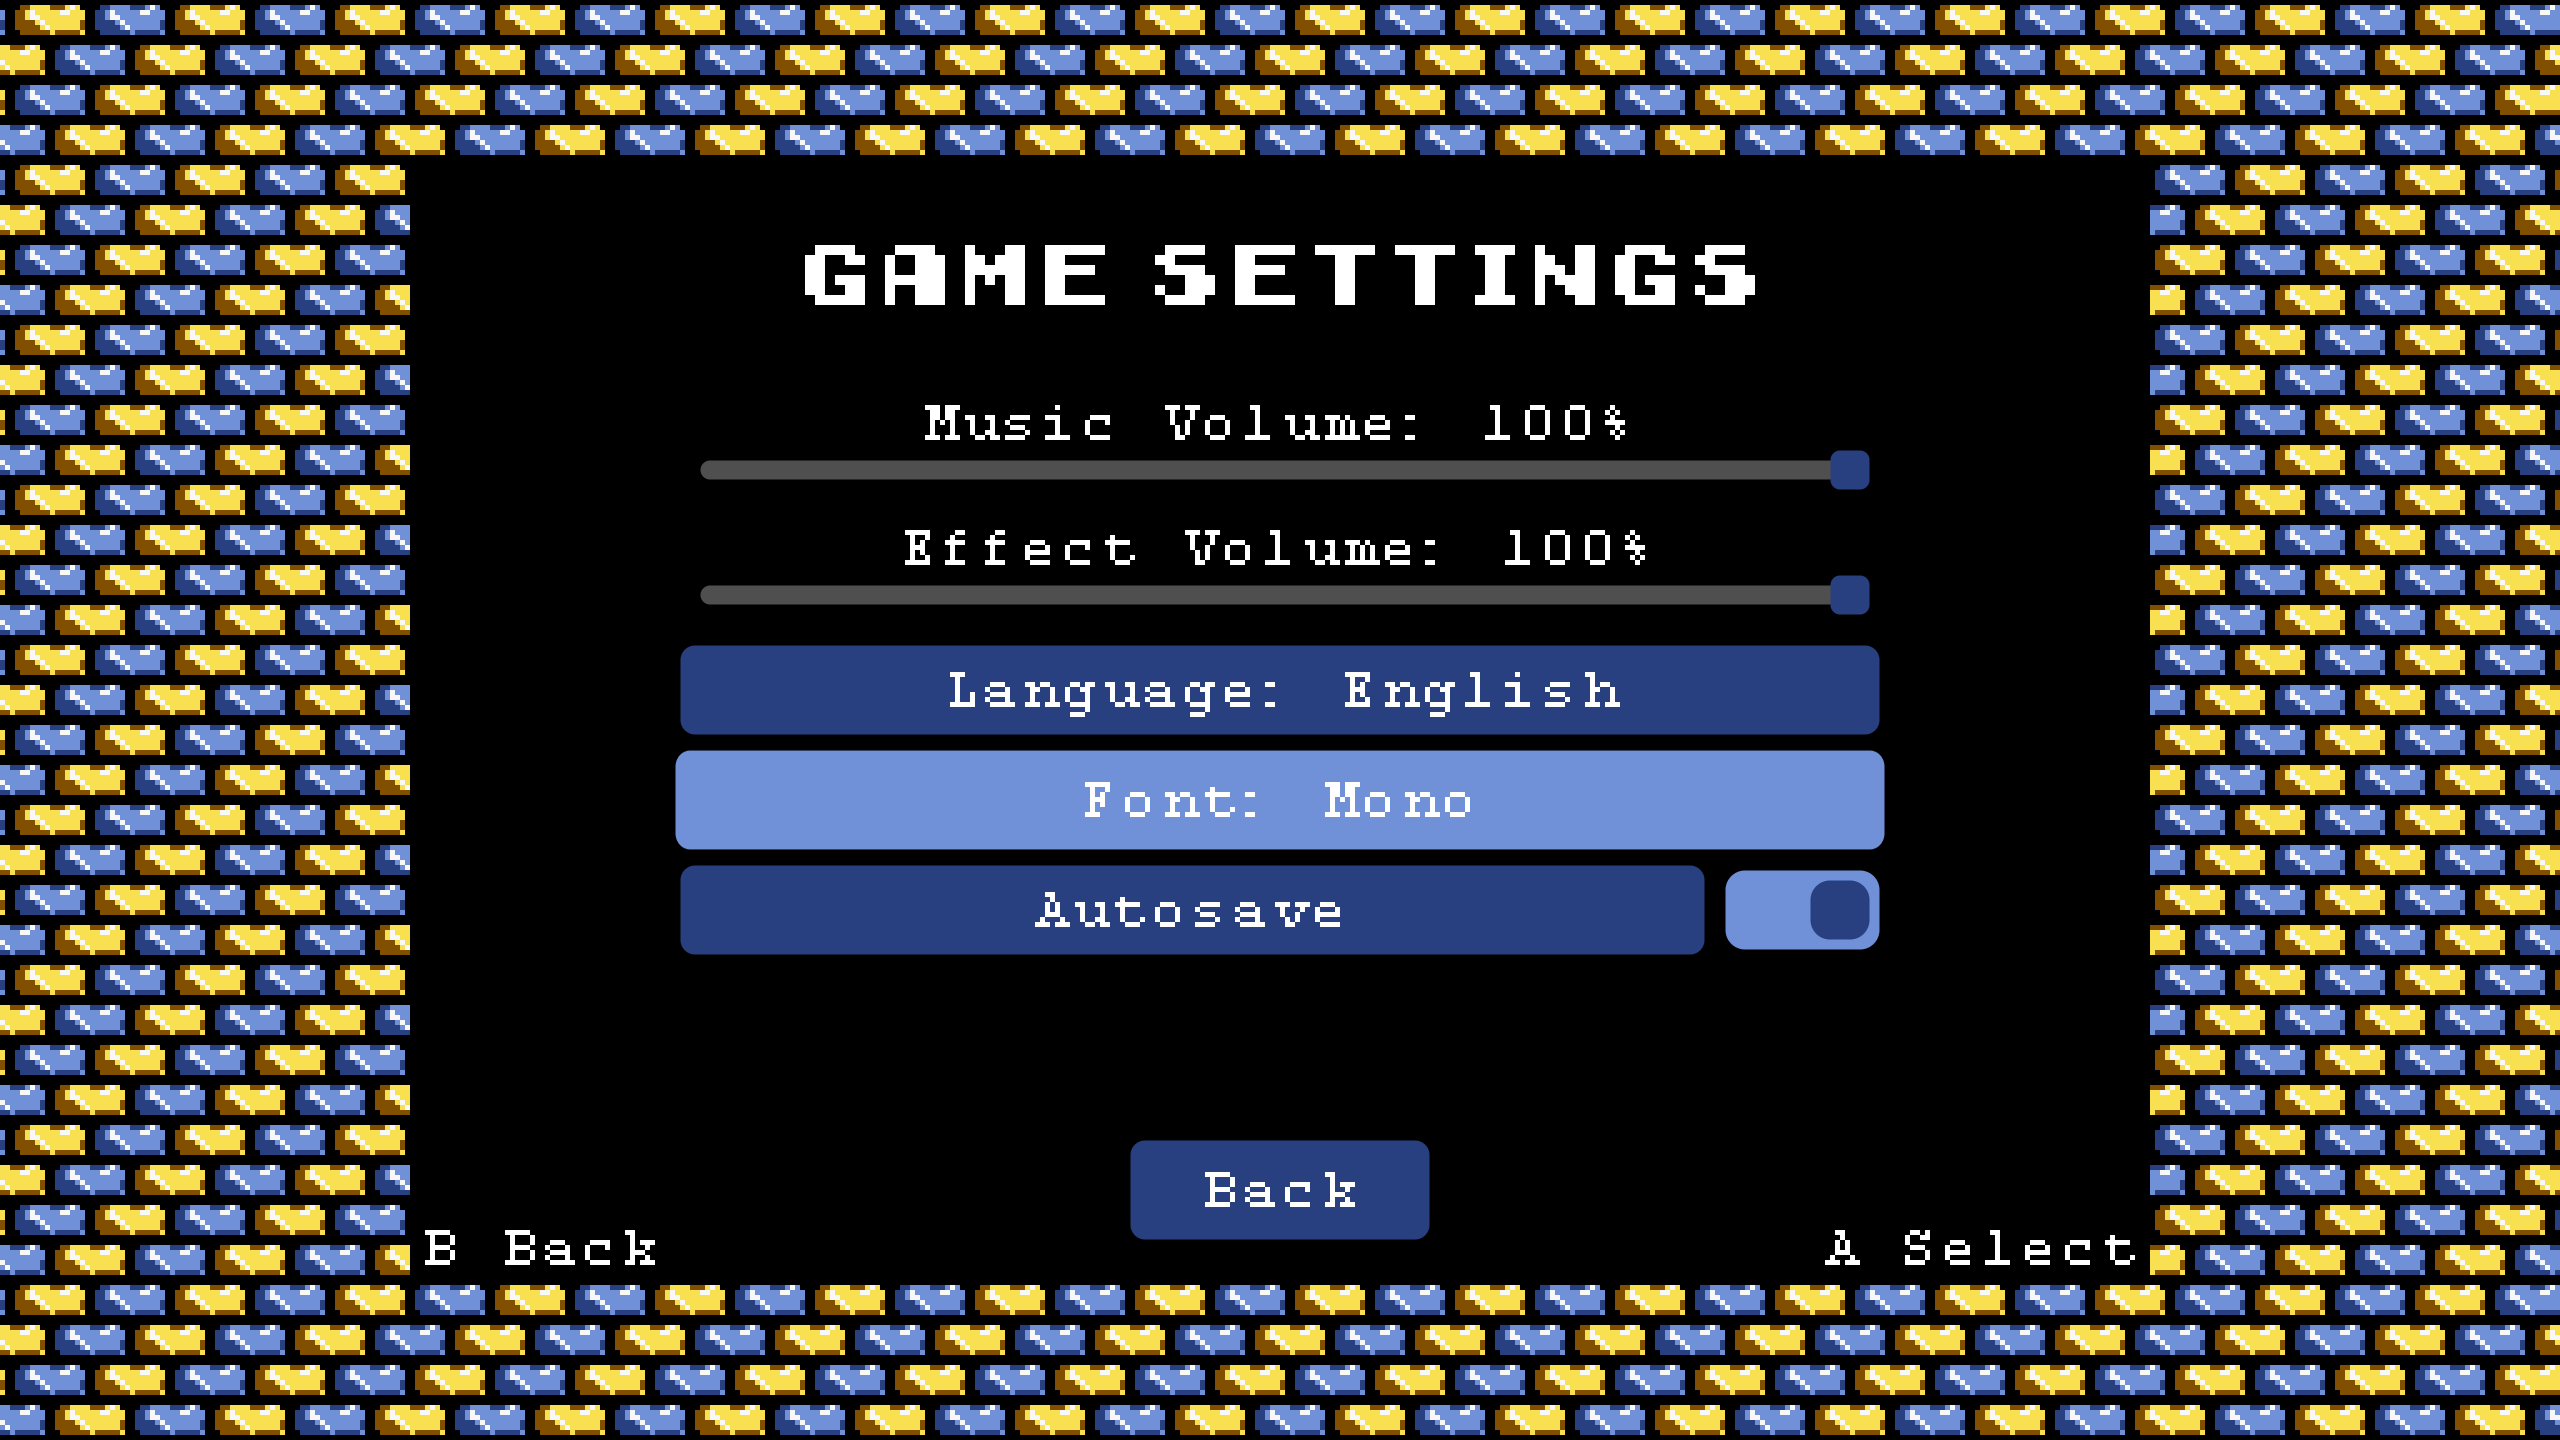 GAME SETTINGS
Music Volume: 100%
Effect Volume: 100%
Language: English
Font: Mono
Autosave
Back
B Back
A Select